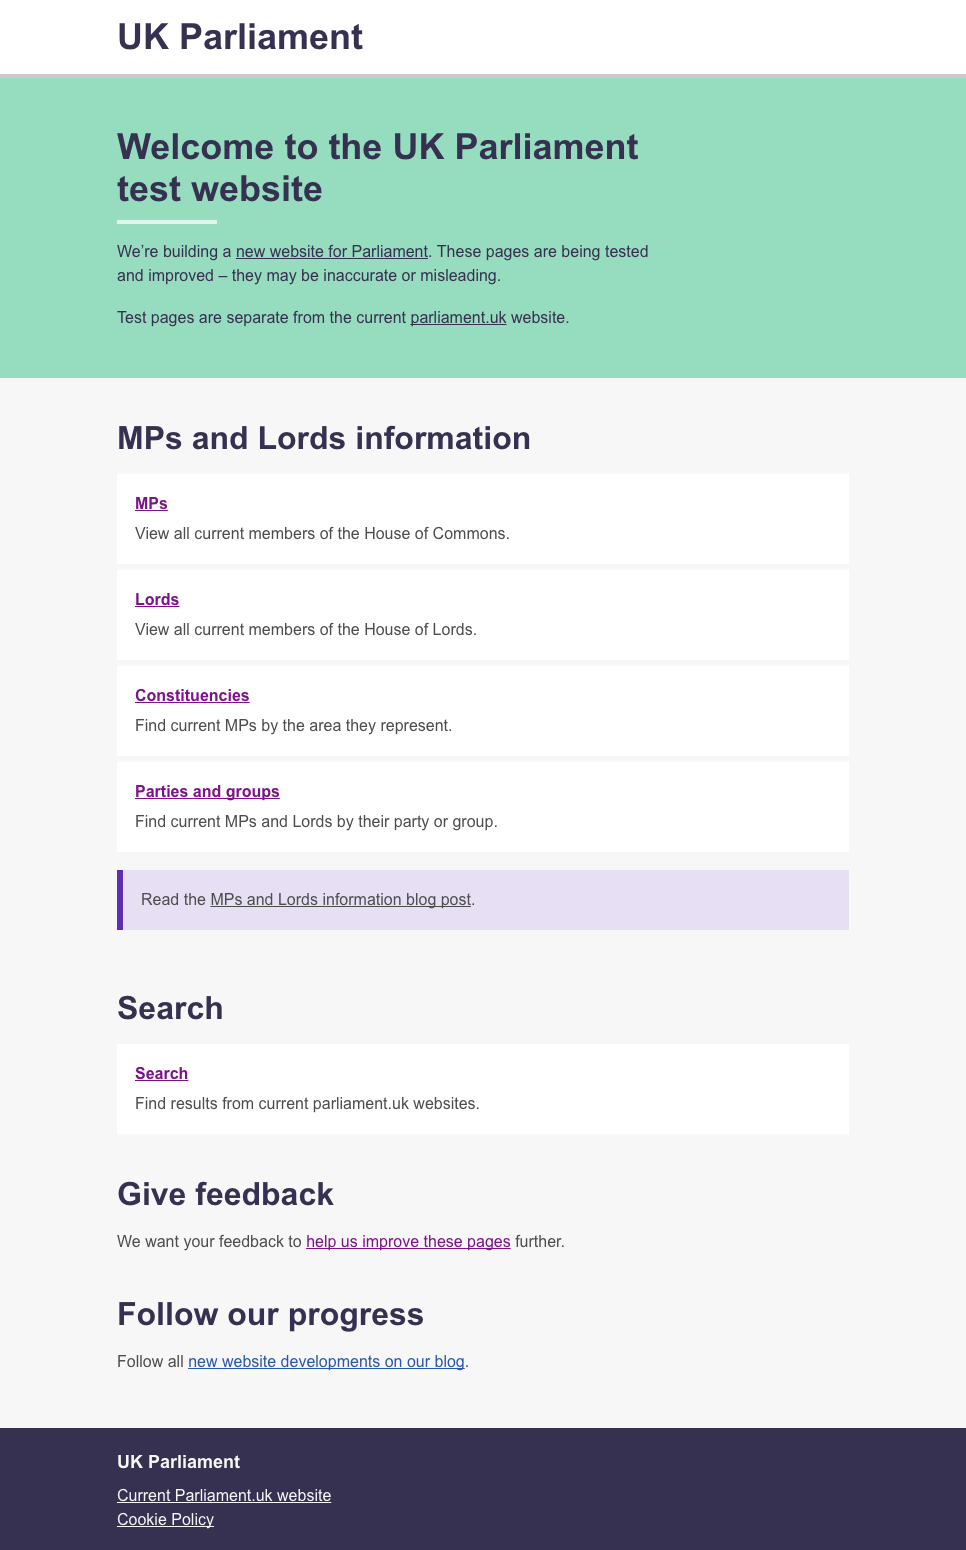 UK Parliament
Welcome to the UK Parliament
test website
We’re building a new website for Parliament. These pages are being tested
and improved – they may be inaccurate or misleading.
Test pages are separate from the current parliament.uk website.
MPs and Lords information
MPs
View all current members of the House of Commons.
Lords
View all current members of the House of Lords.
Constituencies
Find current MPs by the area they represent.
Parties and groups
Find current MPs and Lords by their party or group.
Read the MPs and Lords information blog post.
Search
Search
Find results from current parliament.uk websites.
Give feedback
We want your feedback to help us improve these pages further.
Follow our progress
Follow all new website developments on our blog.
UK Parliament
Current Parliament.uk website
Cookie Policy